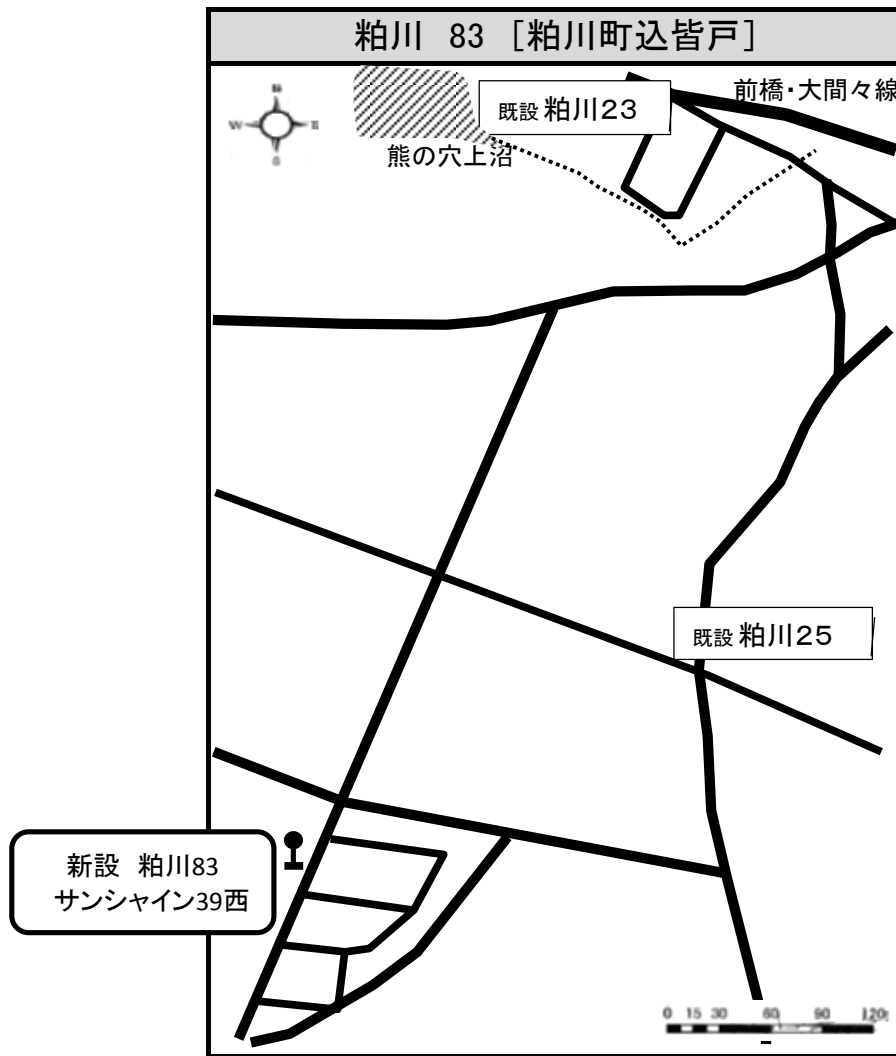 粕川 83 [粕川町込皆戸]
N
W E
S
既設 粕川23
前橋・大間々線
熊の穴上沼
既設 粕川25
新設 粕川83
サンシャイン39西
0 15 30 60 90 120